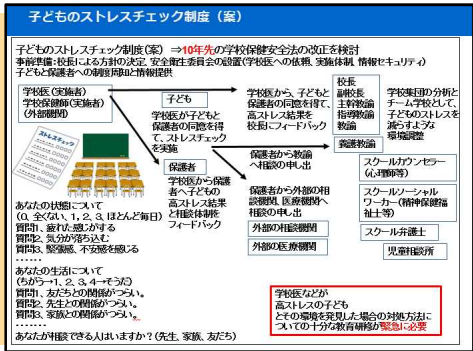 子どものストレスチェック制度（案）
子どものストレスチェック制度（案） ⇒10年先の学校保健安全法の改正を検討
事前準備：校長による方針の決定、安全衛生委員会の設置（学校医への依頼、実施体制、情報セキュリティ）
子どもと保護者への制度周知と情報提供
学校医（実施者）
学校保健師（実施者）
（外部機関）
ストレスチェック
子ども
学校医が子どもと
保護者の同意を得
て、ストレスチェック
を実施
保護者
学校医から保護
者へ子どもの
高ストレス結果
と相談体制を
フィードバック
学校医から、子どもと
保護者の同意を得て、
高ストレス結果を
校長にフィードバック
保護者から教諭
へ相談の申し出
保護者から外部の相
談機関、医療機関へ
相談の申し出
外部の相談機関
外部の医療機関
校長
副校長
主幹教諭
指導教諭
教諭
養護教諭
学校集団の分析と
チーム学校として、
子どものストレスを
減らすような
環境調整
スクールカウンセラー
（心理師等）
スクールソーシャル
ワーカー（精神保健福
祉士等）
スクール弁護士
児童相談所
あなたの状態について
（0、全くない、1、2、3、ほとんど毎日）
質問1、疲れた感じがする
質問2、気分が落ち込む
質問3、緊張感、不安感を感じる
……
あなたの生活について
（ちがう→1、2、3、4→そうだ）
質問1、友だちとの関係がつらい。
質問2、先生との関係がつらい。
質問3、家族との関係がつらい。
……
あなたが相談できる人はいますか？（先生、家族、友だち）
学校医などが
高ストレスの子ども
とその環境を発見した場合の対処方法に
ついての十分な教育研修が緊急に必要